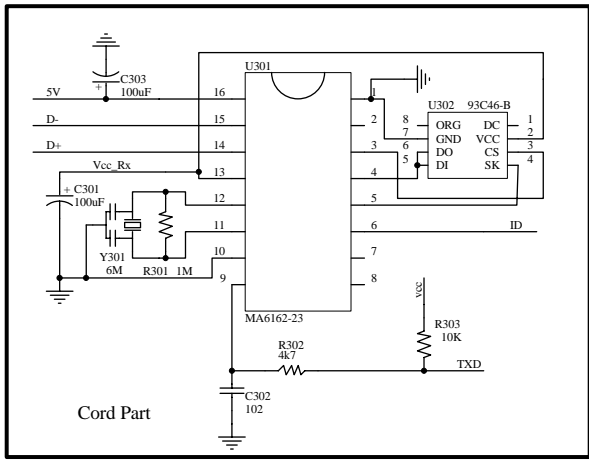 U301
C303
100uF
5V
16
1
U302 93C46-B
D-
15
2
8 ORG DC 1
7 GND VCC 2
D+
14
3
6 DO CS 3
5 DI SK 4
Vcc_Rx
13
4
C301
100uF
12
5
11
6
ID
Y301
6M
R301 1M
10
7
9
8
MA6162-23
vcc
R303
10K
R302
4k7
TXD
C302
102
Cord Part
+
+